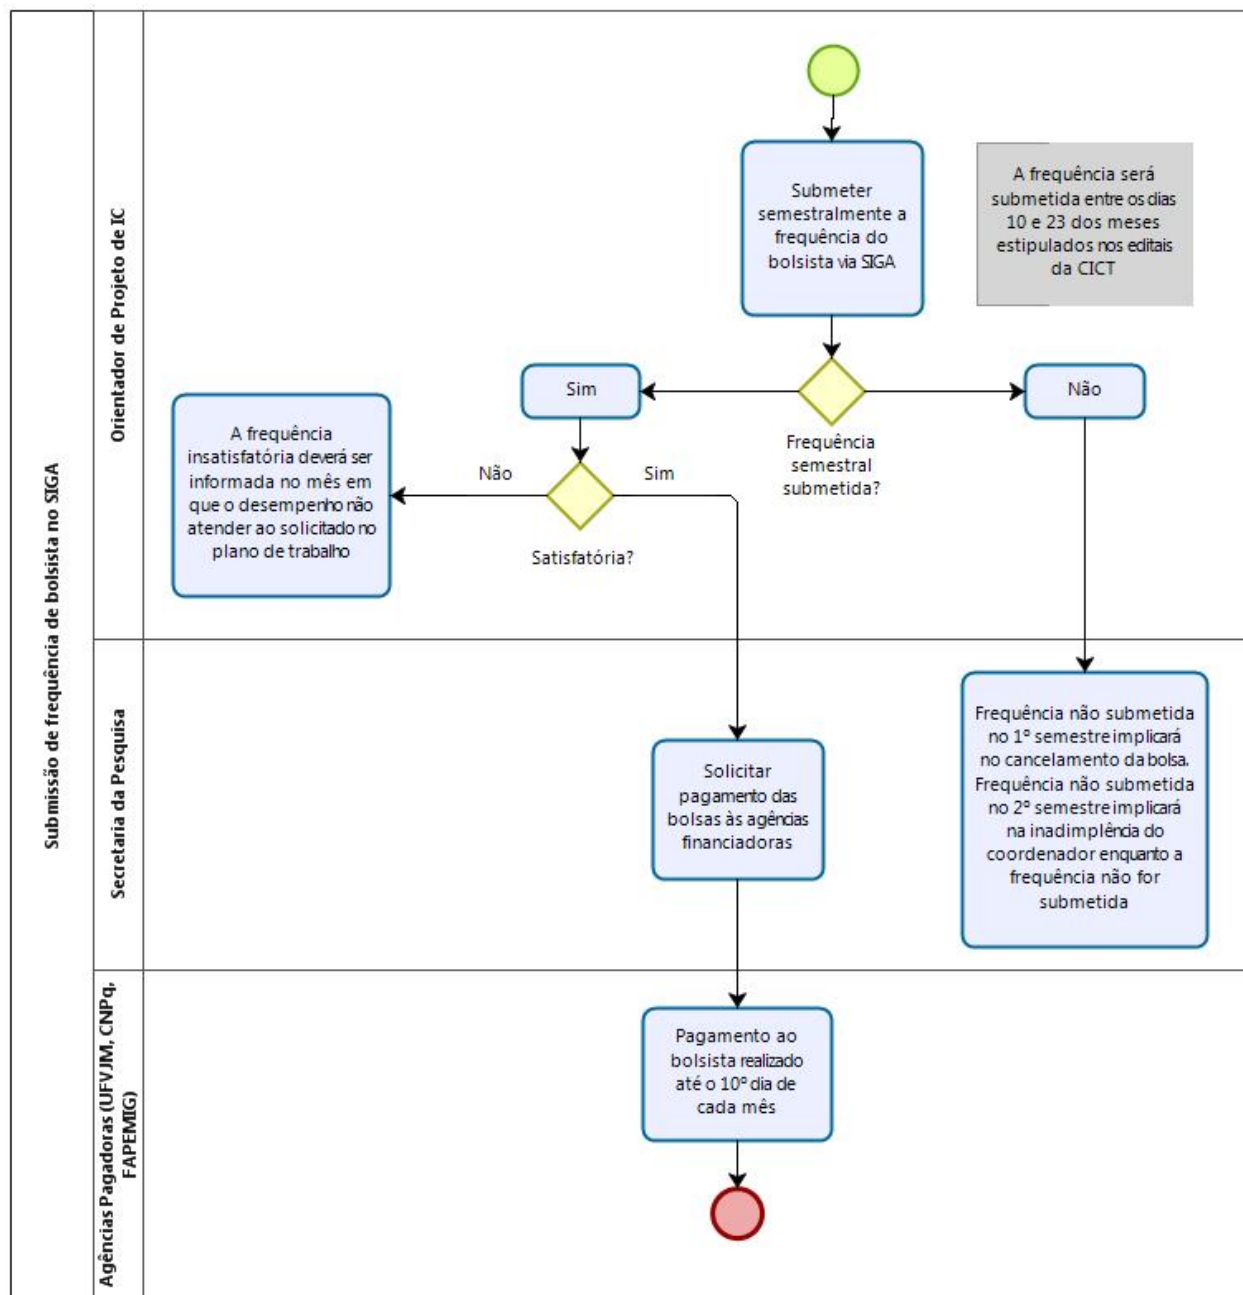 Submissão de frequência de bolsista no SIGA
Orientador de Projeto de IC
Submeter
semestralmente a
frequência do
bolsista via SIGA
A frequência será
submetida entre os dias
10 e 23 dos meses
estipulados nos editais
da CICT
Sim
Não
Frequência
semestral
submetida?
A frequência
insatisfatória deverá ser
informada no mês em
que o desempenho não
atender ao solicitado no
plano de trabalho
Não
Sim
Satisfatória?
Secretaria da Pesquisa
Solicitar
pagamento das
bolsas às agências
financiadoras
Frequência não submetida
no 1º semestre implicará
no cancelamento da bolsa.
Frequência não submetida
no 2º semestre implicará
na inadimplência do
coordenador enquanto a
frequência não for
submetida
Agências Pagadoras (UFVJM, CNPq,
FAPEMIG)
Pagamento ao
bolsista realizado
até o 10º dia de
cada mês